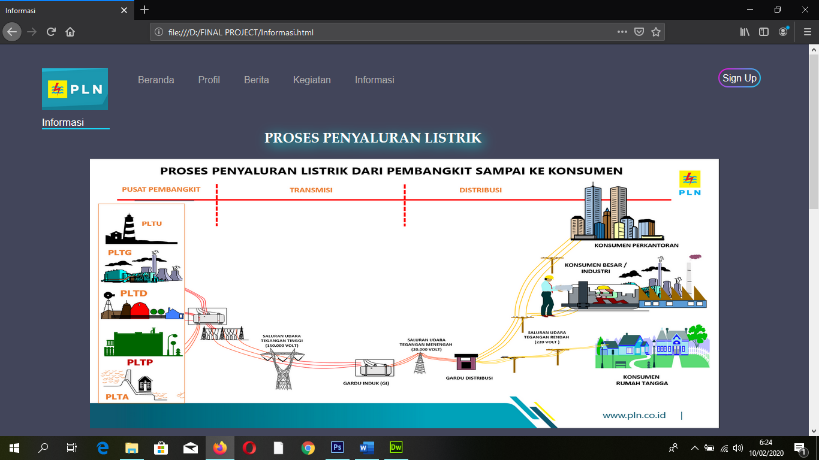 Informasi
file:///D:/FINAL PROJECT/Informasi.html
PLN
Beranda Profil Berita Kegiatan Informasi
Sign Up
Informasi
PROSES PENYALURAN LISTRIK
PROSES PENYALURAN LISTRIK DARI PEMBANGKIT SAMPAI KE KONSUMEN
PUSAT PEMBANGKIT TRANSMISI DISTRIBUSI
PLN
PLTU
PLTG
PLTD
PLTP
PLTA
SALURAN UDARA
TEGANGAN TINGGI
(150.000 VOLT)
GARDU INDUK (GI)
SALURAN UDARA
TEGANGAN MENENGAH
(20.000 VOLT)
GARDU DISTRIBUSI
SALURAN UDARA
TEGANGAN RENDAH
(220 VOLT )
KONSUMEN PERKANTORAN
KONSUMEN BESAR /
INDUSTRI
KONSUMEN
RUMAH TANGGA
www.pln.co.id |
Ps
Dw
6:24
10/02/2020
1